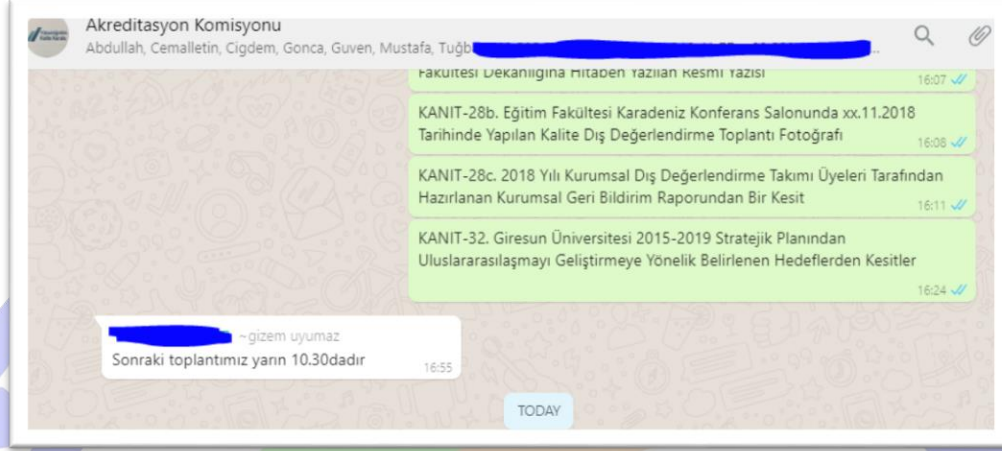 Akreditasyon Komisyonu
Abdullah, Cemalletin, Cigdem, Gonca, Guven, Mustafa, Tuğb
Fakültesi Dekanlığına Hitaben Yazılan Resmi Yazısı
16:07
KANIT-28b. Eğitim Fakültesi Karadeniz Konferans Salonunda xx.11.2018
Tarihinde Yapılan Kalite Dış Değerlendirme Toplantı Fotoğrafı
16:08
KANIT-28c. 2018 Yılı Kurumsal Dış Değerlendirme Takımı Üyeleri Tarafından
Hazırlanan Kurumsal Geri Bildirim Raporundan Bir Kesit
16:11
KANIT-32. Giresun Üniversitesi 2015-2019 Stratejik Planından
Uluslararasılaşmayı Geliştirmeye Yönelik Belirlenen Hedeflerden Kesitler
16:24
~gizem uyumaz
Sonraki toplantımız yarın 10.30dadır
16:55
TODAY